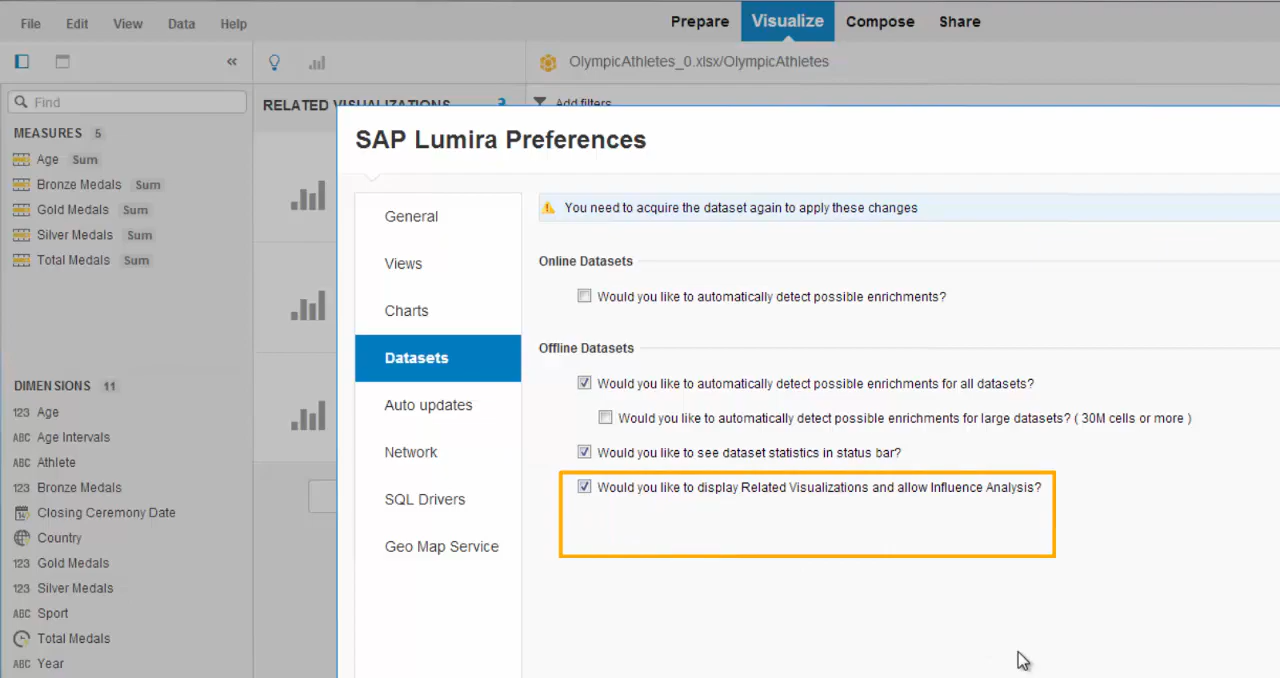 File Edit View Data Help
Prepare Visualize Compose Share
OlympicAthletes_0.xlsx/OlympicAthletes
Find
MEASURES 5
Age Sum
Bronze Medals Sum
Gold Medals Sum
Silver Medals Sum
Total Medals Sum
DIMENSIONS 11
123 Age
ABC Age Intervals
ABC Athlete
123 Bronze Medals
Closing Ceremony Date
Country
123 Gold Medals
123 Silver Medals
ABC Sport
Total Medals
ABC Year
RELATED VISUALIZATIONS 3
Add filters
SAP Lumira Preferences
General
Views
Charts
Datasets
Auto updates
Network
SQL Drivers
Geo Map Service
You need to acquire the dataset again to apply these changes
Online Datasets
Would you like to automatically detect possible enrichments?
Offline Datasets
Would you like to automatically detect possible enrichments for all datasets?
Would you like to automatically detect possible enrichments for large datasets? ( 30M cells or more )
Would you like to see dataset statistics in status bar?
Would you like to display Related Visualizations and allow Influence Analysis?